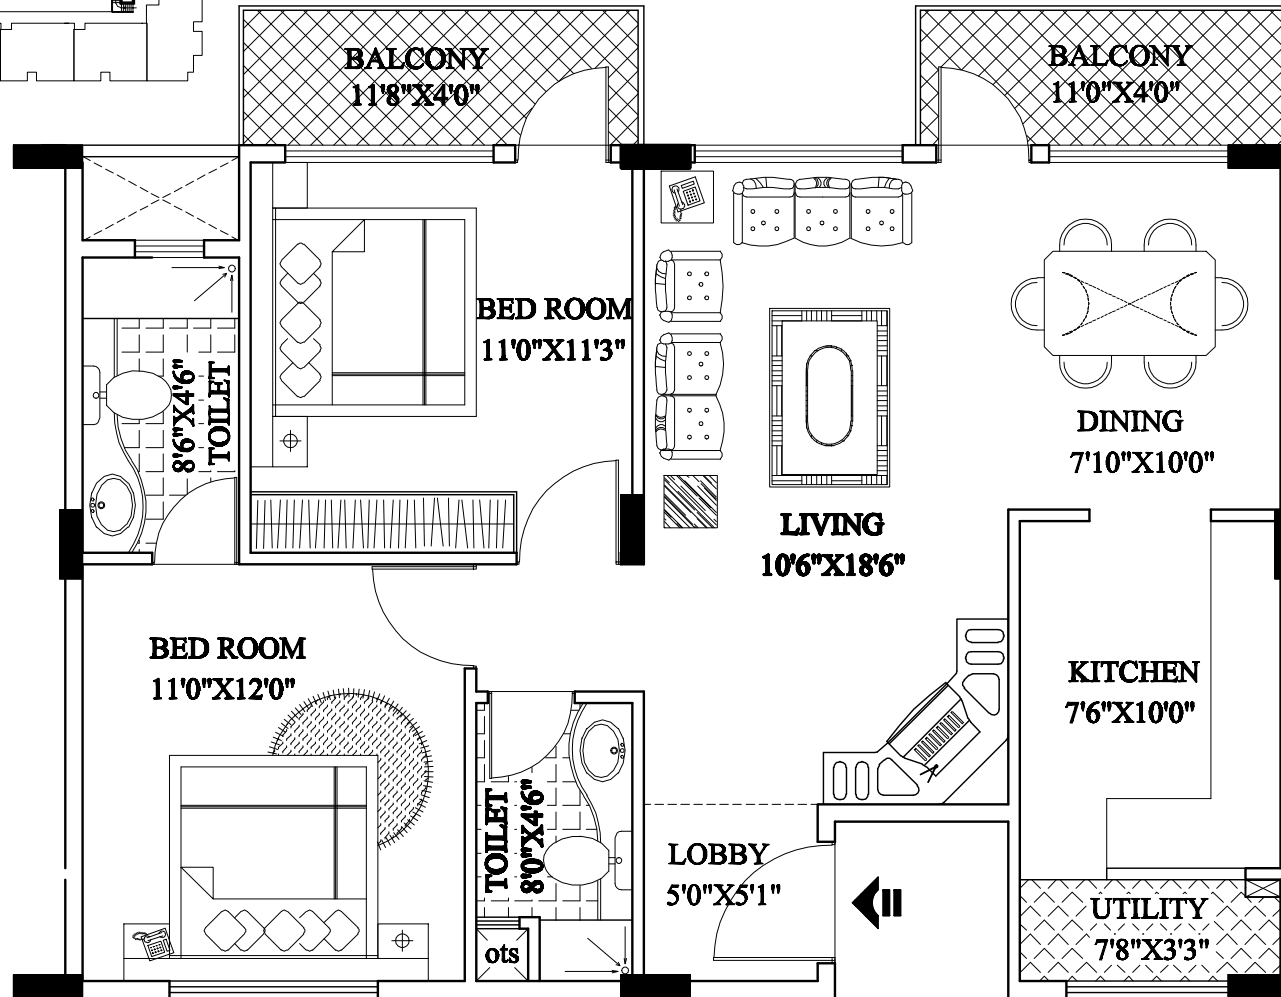 BALCONY
11'8"X4'0"
BALCONY
11'0"X4'0"
BED ROOM
11'0"X11'3"
8'6"X4'6"
TOILET
DINING
7'10"X10'0"
LIVING
10'6"X18'6"
BED ROOM
11'0"X12'0"
KITCHEN
7'6"X10'0"
TOILET
8'0"X4'6"
LOBBY
5'0"X5'1"
UTILITY
7'8"X3'3"
ots